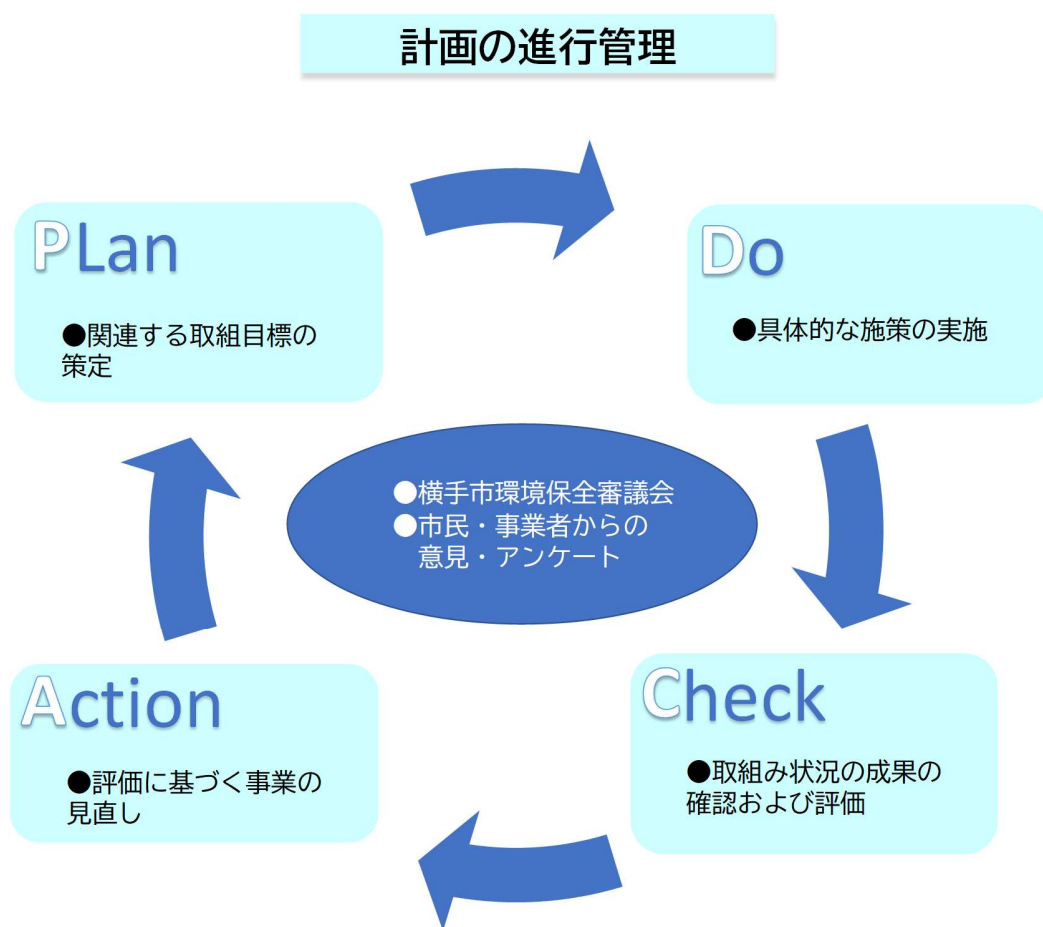 計画の進行管理
PLan
●関連する取組目標の
策定
Do
●具体的な施策の実施
●横手市環境保全審議会
●市民・事業者からの
意見・アンケート
Action
●評価に基づく事業の
見直し
Check
●取組み状況の成果の
確認および評価